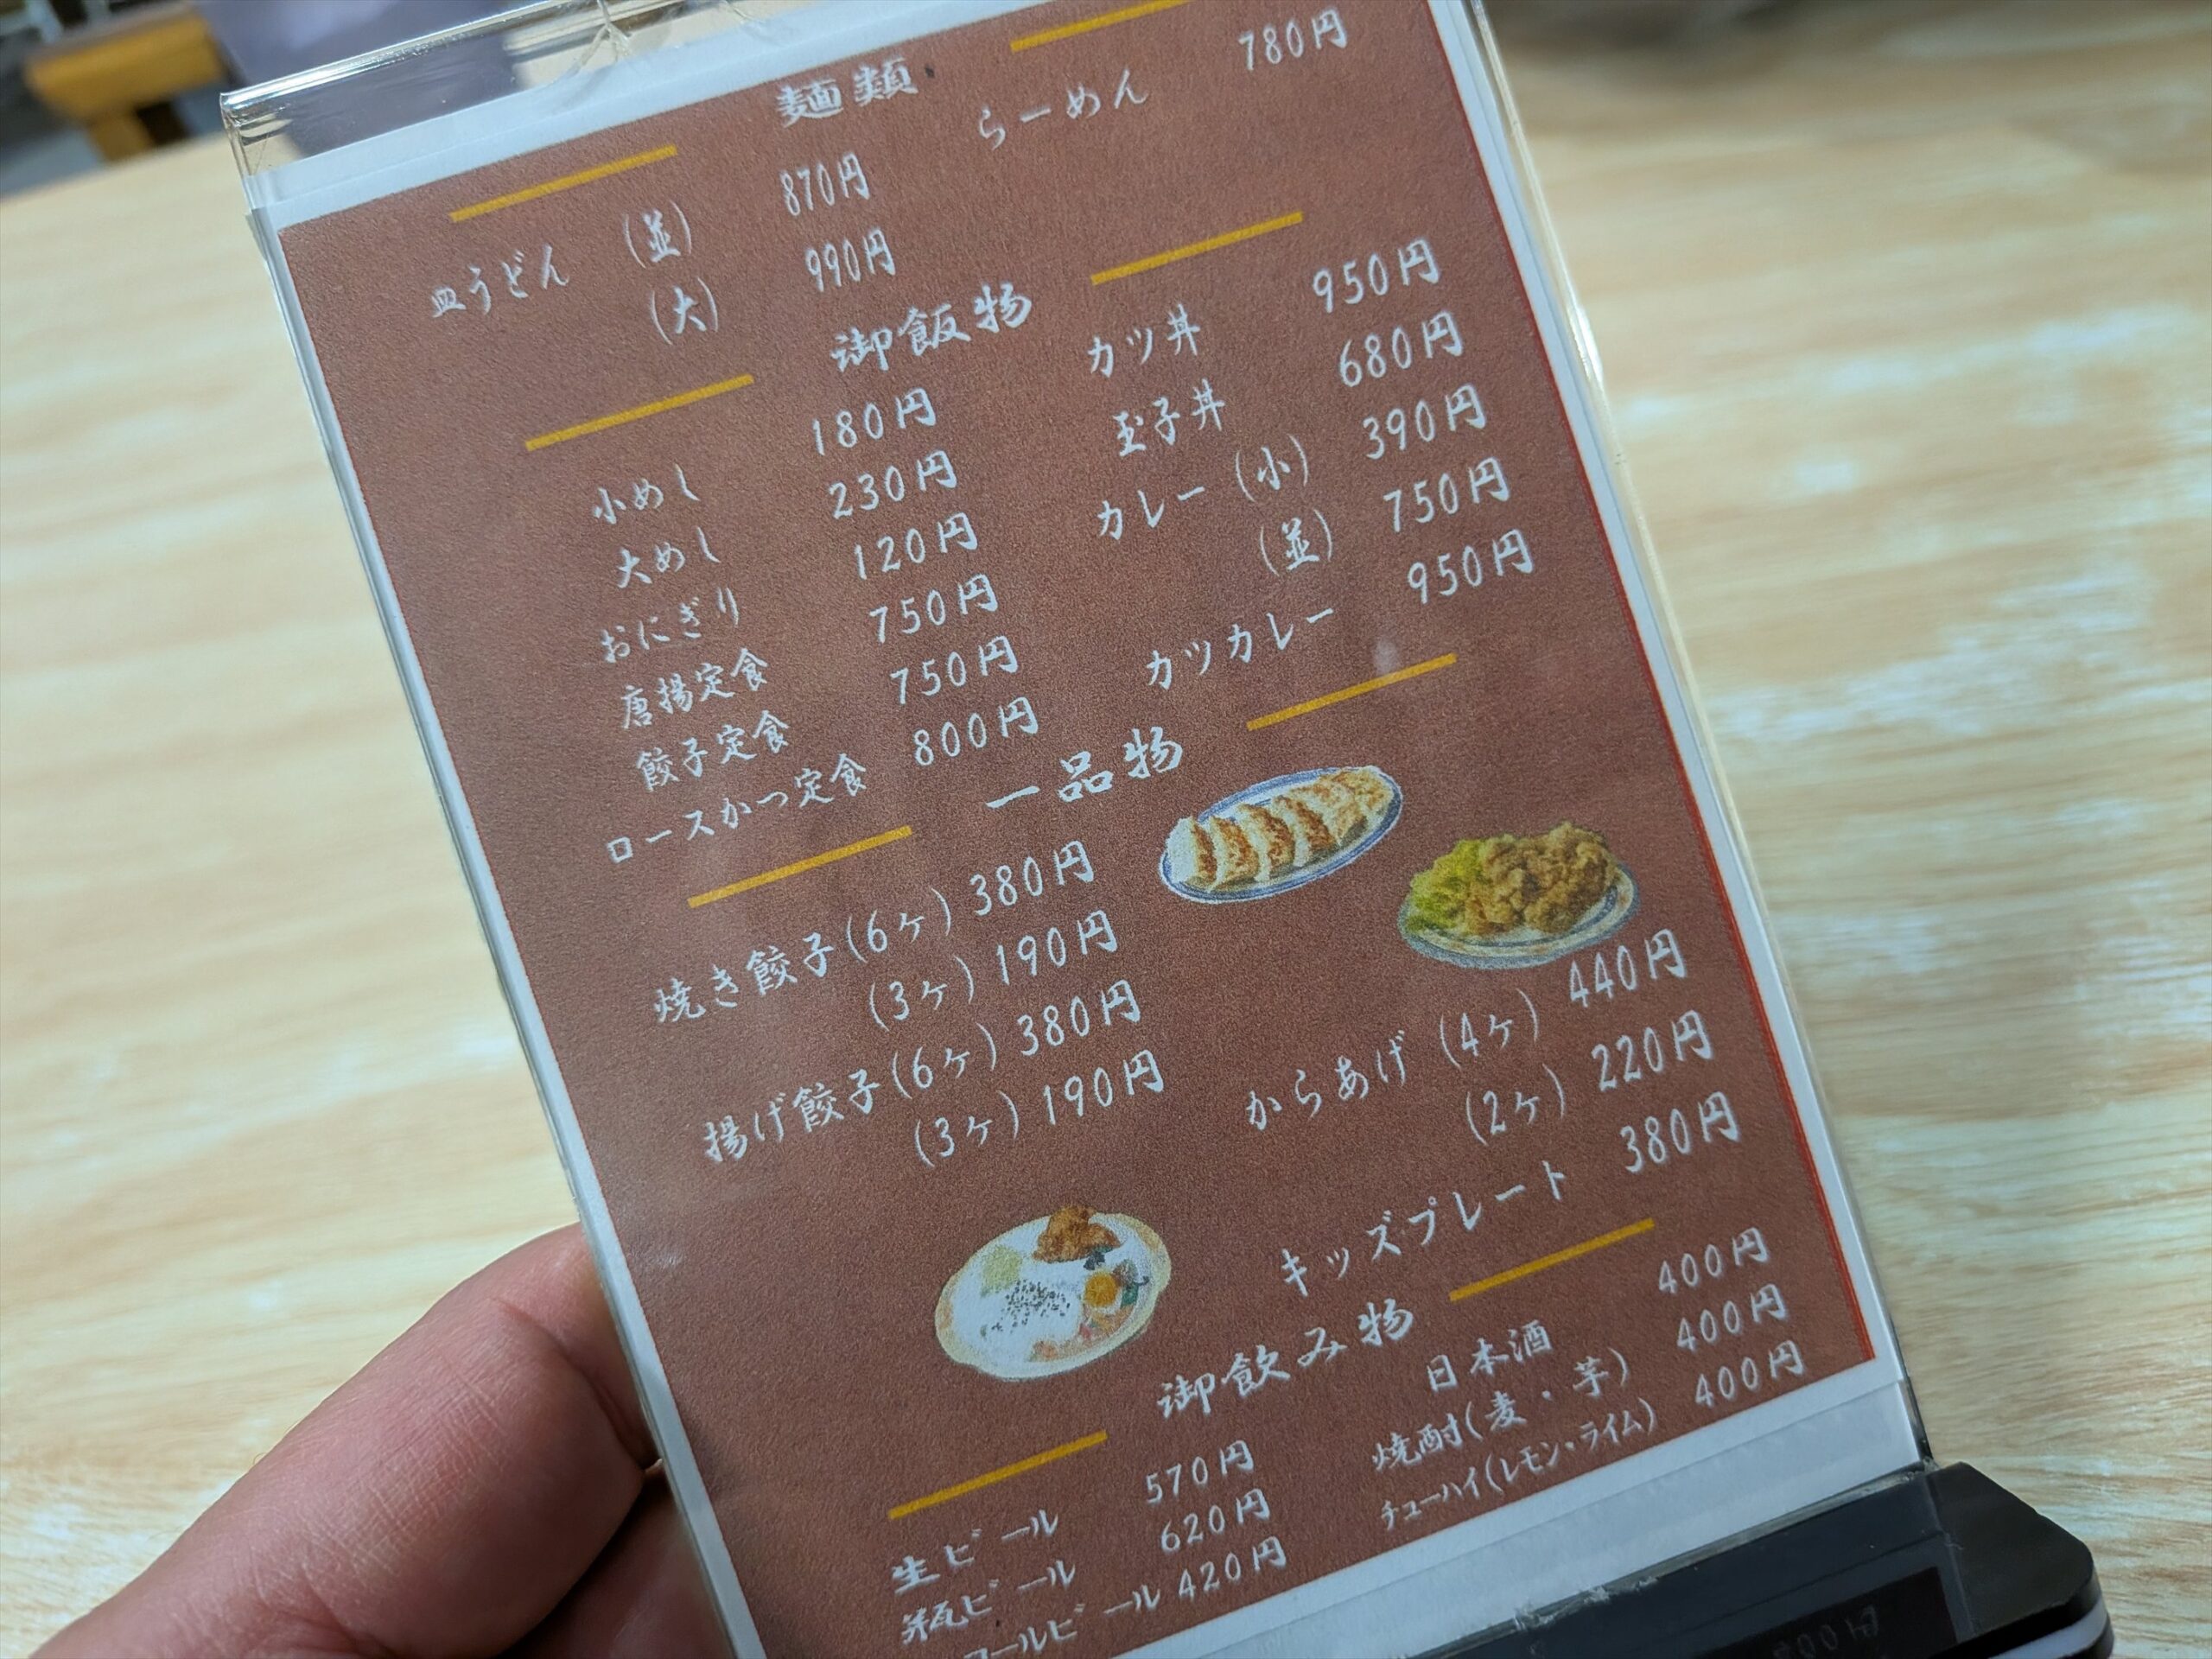 麺類
皿うどん (並) 870円
(大) 990円
らーめん 780円
御飯物
小めし 180円
大めし 230円
おにぎり 120円
唐揚定食 750円
餃子定食 750円
ロースかつ定食 800円
カツ丼 950円
玉子丼 680円
カレー (小) 390円
(並) 750円
カツカレー 950円
一品物
焼き餃子(6ヶ) 380円
(3ヶ) 190円
揚げ餃子(6ヶ) 380円
(3ヶ) 190円
からあげ (4ヶ) 440円
(2ヶ) 220円
キッズプレート 380円
御飲み物
生ビール 570円
瓶ビール 620円
コールビール 420円
日本酒 400円
焼酎(麦・芋) 400円
チューハイ(レモン・ライム) 400円